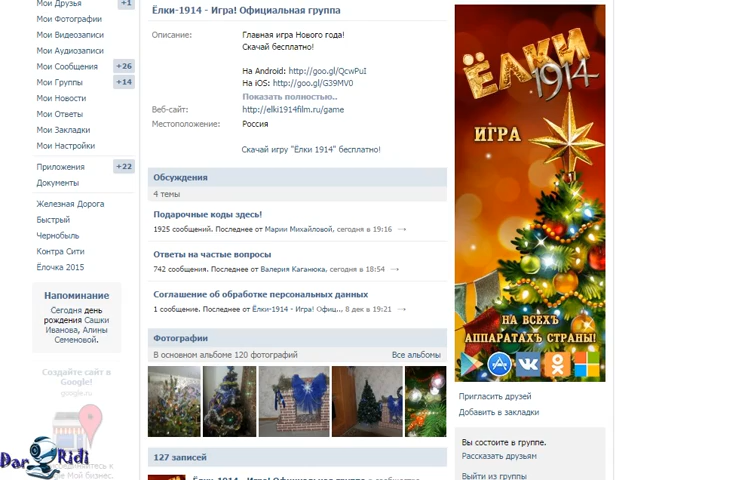 Мои Друзья +1
Мои Фотографии
Мои Видеозаписи
Мои Аудиозаписи
Мои Сообщения +26
Мои Группы +14
Мои Новости
Мои Ответы
Мои Закладки
Мои Настройки
Приложения +22
Документы
Железная Дорога
Быстрый
Чернобыль
Контра Сити
Ёлочка 2015
Напоминание
Сегодня день
рождения Сашки
Иванова, Алины
Семеновой.
Создайте сайт в
Google!
google.ru
Dar Ridi
Ёлки-1914 - Игра! Официальная группа
Описание: Главная игра Нового года!
Скачай бесплатно!
На Android: http://goo.gl/QcwPuI
На iOS: http://goo.gl/G39MV0
Показать полностью..
Веб-сайт: http://elki1914film.ru/game
Местоположение: Россия
Скачай игру "Ёлки 1914" бесплатно!
Обсуждения
4 темы
Подарочные коды здесь!
1925 сообщений. Последнее от Марии Михайловой, сегодня в 19:16 →
Ответы на частые вопросы
742 сообщения. Последнее от Валерия Каганюка, сегодня в 18:54 →
Соглашение об обработке персональных данных
1 сообщение. Последнее от Ёлки-1914 - Игра! Офиц... 8 дек в 19:21 →
Фотографии
В основном альбоме 120 фотографий Все альбомы
127 записей
Ёлки-1914 - Игра! Официальная группа
ЁЛКИ
1914
ИГРА
НА ВСЕХЪ
АППАРАТАХЪ СТРАНЫ!
Пригласить друзей
Добавить в закладки
Вы состоите в группе.
Рассказать друзьям
Выйти из группы